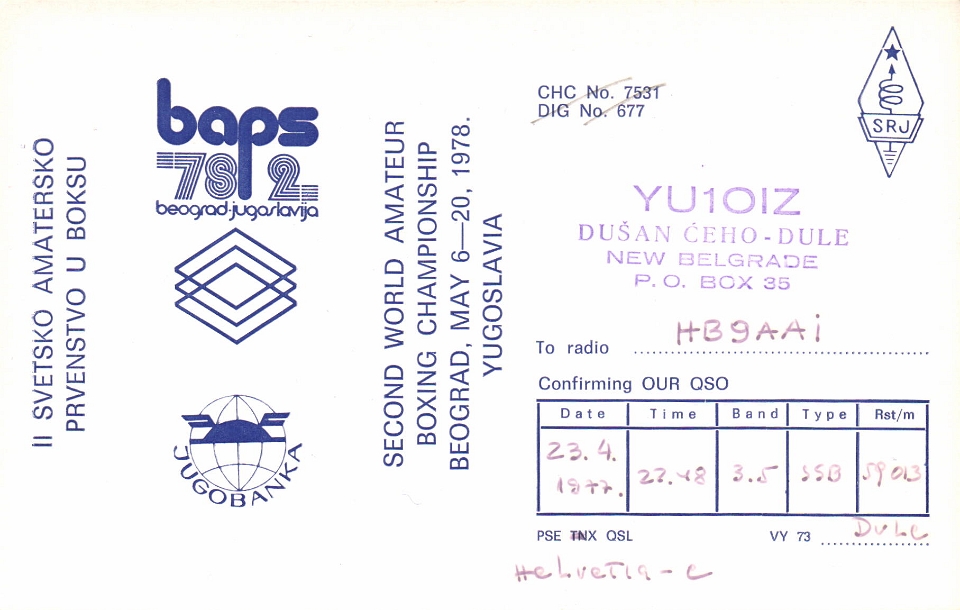 II SVETSKO AMATERSKO
PRVENSTVO U BOKSU
baps
'78 2.
beograd-jugoslavija
JUGOBANKA
SECOND WORLD AMATEUR
BOXING CHAMPIONSHIP
BEOGRAD, MAY 6—20, 1978.
YUGOSLAVIA
CHC No. 7531
DIG No. 677
SRJ
YU1OIZ
DUŠAN ĆEHO-DULE
NEW BELGRADE
P.O. BOX 35
To radio HB9AAi
Confirming OUR QSO
Date Time Band Type Rst/m
23.4. 1977. 22.48 3.5 SSB 59 013
PSE TNX QSL VY 73 DULE
HeLveTia - c